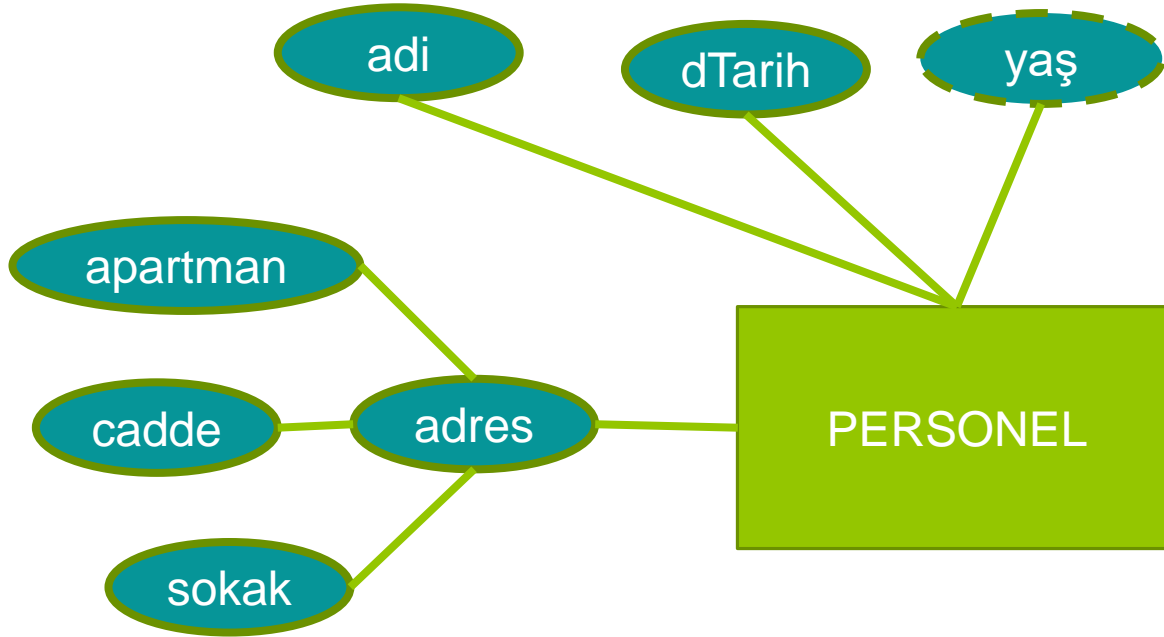 adi
dTarih
yaş
apartman
cadde
adres
PERSONEL
sokak